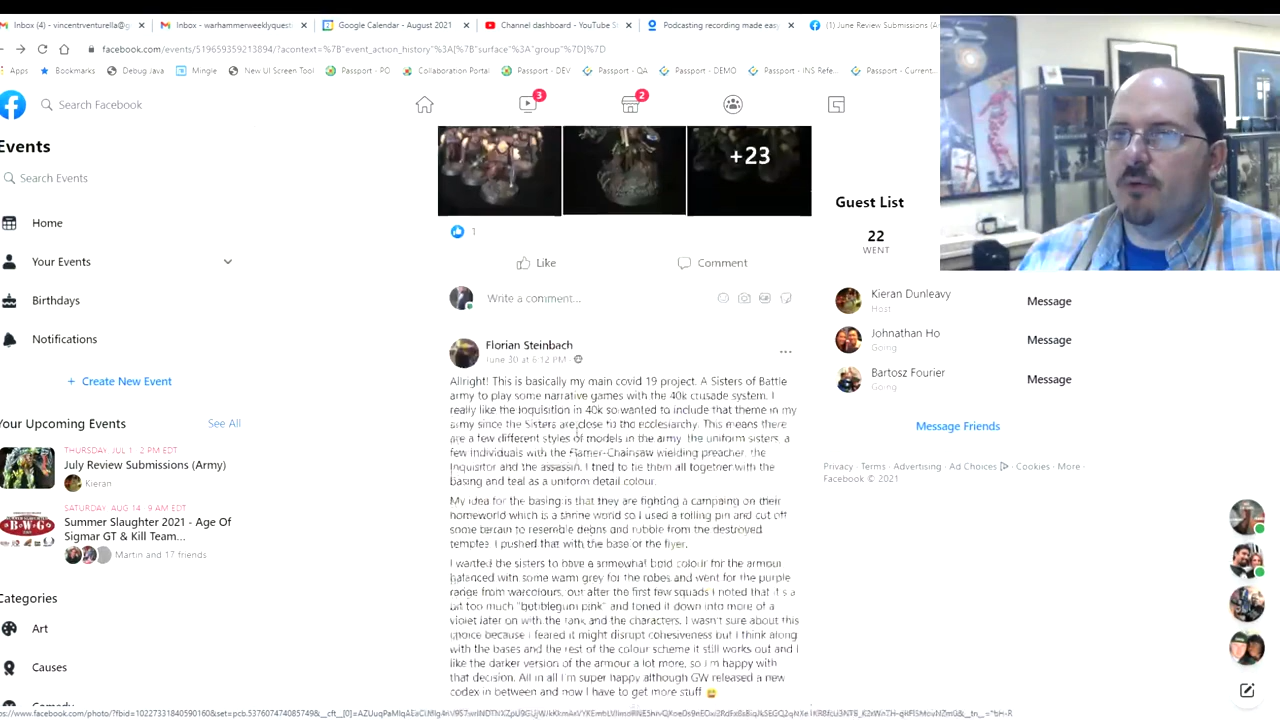 Inbox (4) - vincentrventurella@g
Inbox - warhammerweeklyquest
Google Calendar - August 2021
Channel dashboard - YouTube S
Podcasting recording made easy
(1) June Review Submissions (A
facebook.com/events/519659359213894/?acontext=%7B"event_action_history"%3A[%7B"surface"%3A"group"%7D]%7D
Apps
Bookmarks
Debug Java
Mingle
New UI Screen Tool
Passport - PO
Collaboration Portal
Passport - DEV
Passport - QA
Passport - DEMO
Passport - INS Refe...
Passport - Current...
Search Facebook
3
2
Events
Search Events
Home
Your Events
Birthdays
Notifications
+ Create New Event
Your Upcoming Events
See All
THURSDAY, JUL 1 · 2 PM EDT
July Review Submissions (Army)
Kieran
SATURDAY, AUG 14 · 9 AM EDT
Summer Slaughter 2021 - Age Of
Sigmar GT & Kill Team...
Martin and 17 friends
Categories
Art
Causes
Comedy
+23
1
Like
Comment
Write a comment...
Florian Steinbach
June 30 at 6:12 PM
Allright! This is basically my main covid 19 project. A Sisters of Battle
army to play some narrative games with the 40k crusade system. I
really like the Inquisition in 40k so wanted to include that theme in my
army since the Sisters are close to the ecclesiarchy. This means there
are a few different styles of models in the army, the uniform sisters, a
few individuals with the Flamer-Chainsaw wielding preacher, the
Inquisitor and the assassin. I tried to tie them all together with the
basing and teal as a uniform detail colour.
My idea for the basing is that they are fighting a campaign on their
homeworld which is a shrine world so I used a rolling pin and cut off
some terrain to resemble debris and rubble from the destroyed
temples. I pushed that with the base of the flyer.
I wanted the sisters to have a somewhat bold colour for the armour
balanced with some warm grey for the robes and went for the purple
range from warcolours, but after the first few squads I noted that it's a
bit too much "bubblegum pink" and toned it down into more of a
violet later on with the tank and the characters. I wasn't sure about this
choice because I feared it might disrupt cohesiveness but I think along
with the bases and the rest of the colour scheme it still works out and I
like the darker version of the armour a lot more, so I'm happy with
that decision. All in all I'm super happy although GW released a new
codex in between and now I have to get more stuff
Guest List
22
WENT
Kieran Dunleavy
Host
Message
Johnathan Ho
Going
Message
Bartosz Fourier
Going
Message
Message Friends
Privacy · Terms · Advertising · Ad Choices · Cookies · More ·
Facebook © 2021